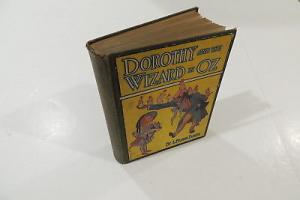 DOROTHY AND THE
WIZARD IN OZ
By L. Frank Baum